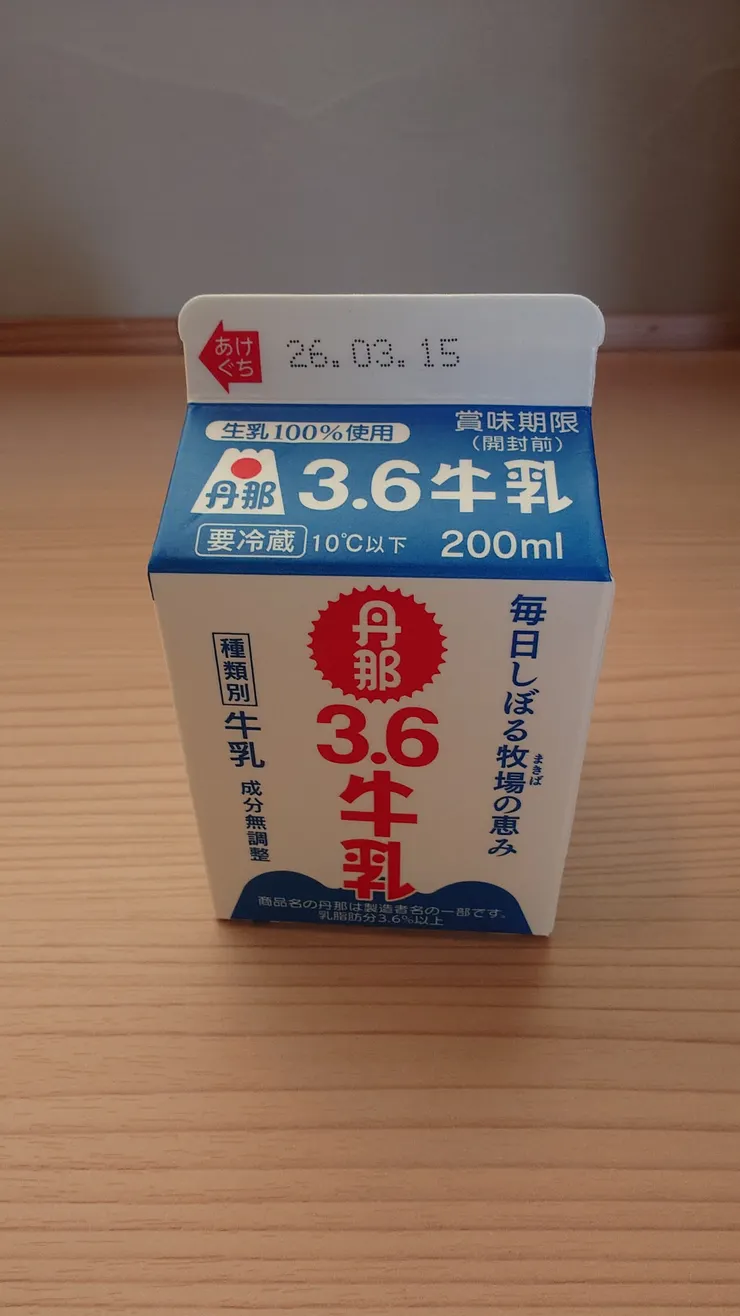 あけ
ぐち
26.03.15
生乳100%使用
賞味期限
(開封前)
丹那
3.6牛乳
要冷蔵 10℃以下
200ml
丹那
3.6
牛乳
毎日しぼる牧場の恵み
まきば
種類別 牛乳 成分無調整
商品名の丹那は製造者名の一部です。
乳脂肪分3.6%以上